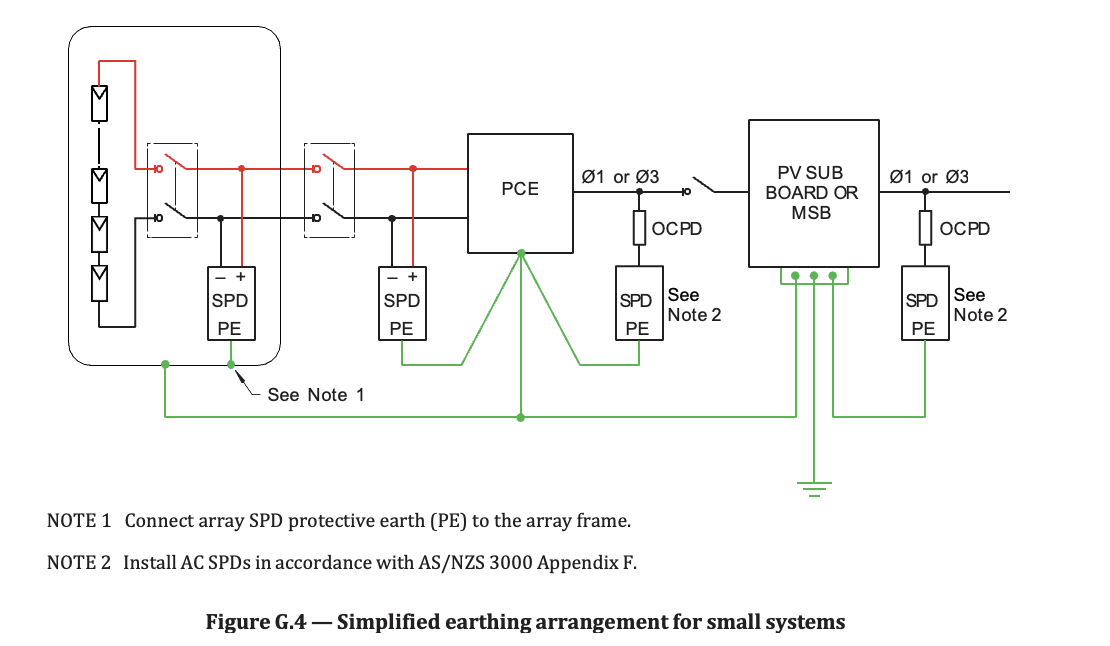 PCE
Ø1 or Ø3
PV SUB
BOARD OR
MSB
Ø1 or Ø3
OCPD
OCPD
– +
SPD
PE
– +
SPD
PE
SPD
PE
See
Note 2
SPD
PE
See
Note 2
See Note 1
NOTE 1 Connect array SPD protective earth (PE) to the array frame.
NOTE 2 Install AC SPDs in accordance with AS/NZS 3000 Appendix F.
Figure G.4 — Simplified earthing arrangement for small systems